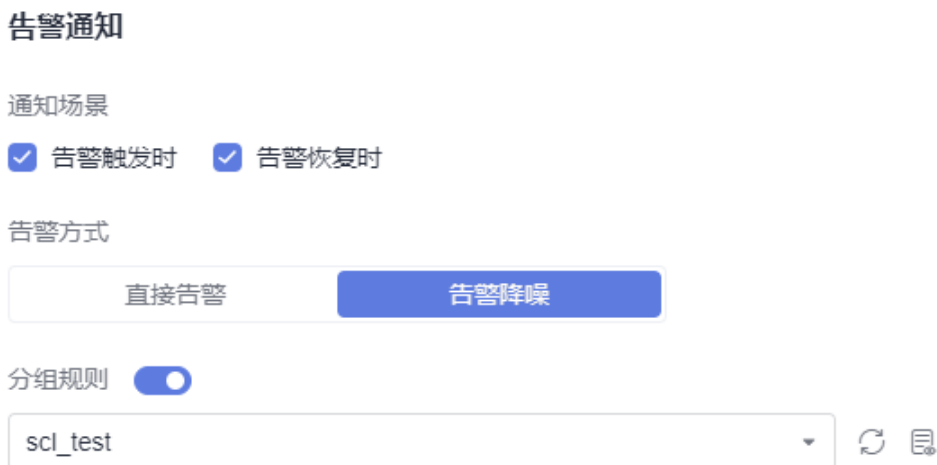 告警通知
通知场景
告警触发时 告警恢复时
告警方式
直接告警 告警降噪
分组规则
scl_test